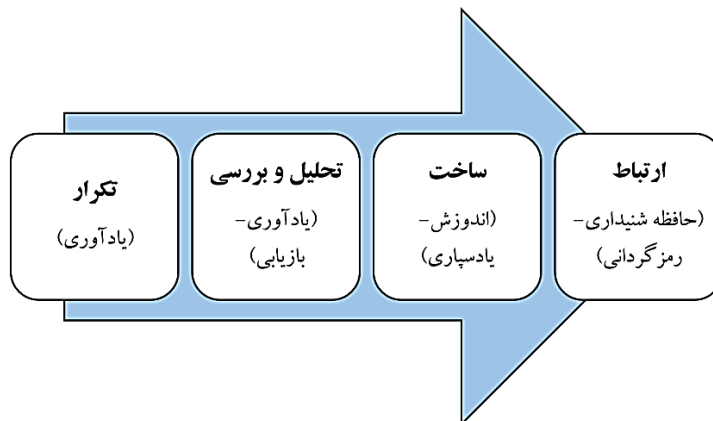 ارتباط
(حافظه شنیداری-
رمزگردانی)
ساخت
(اندوزش-
یادسپاری)
تحلیل و بررسی
(یادآوری-
بازیابی)
تکرار
(یادآوری)